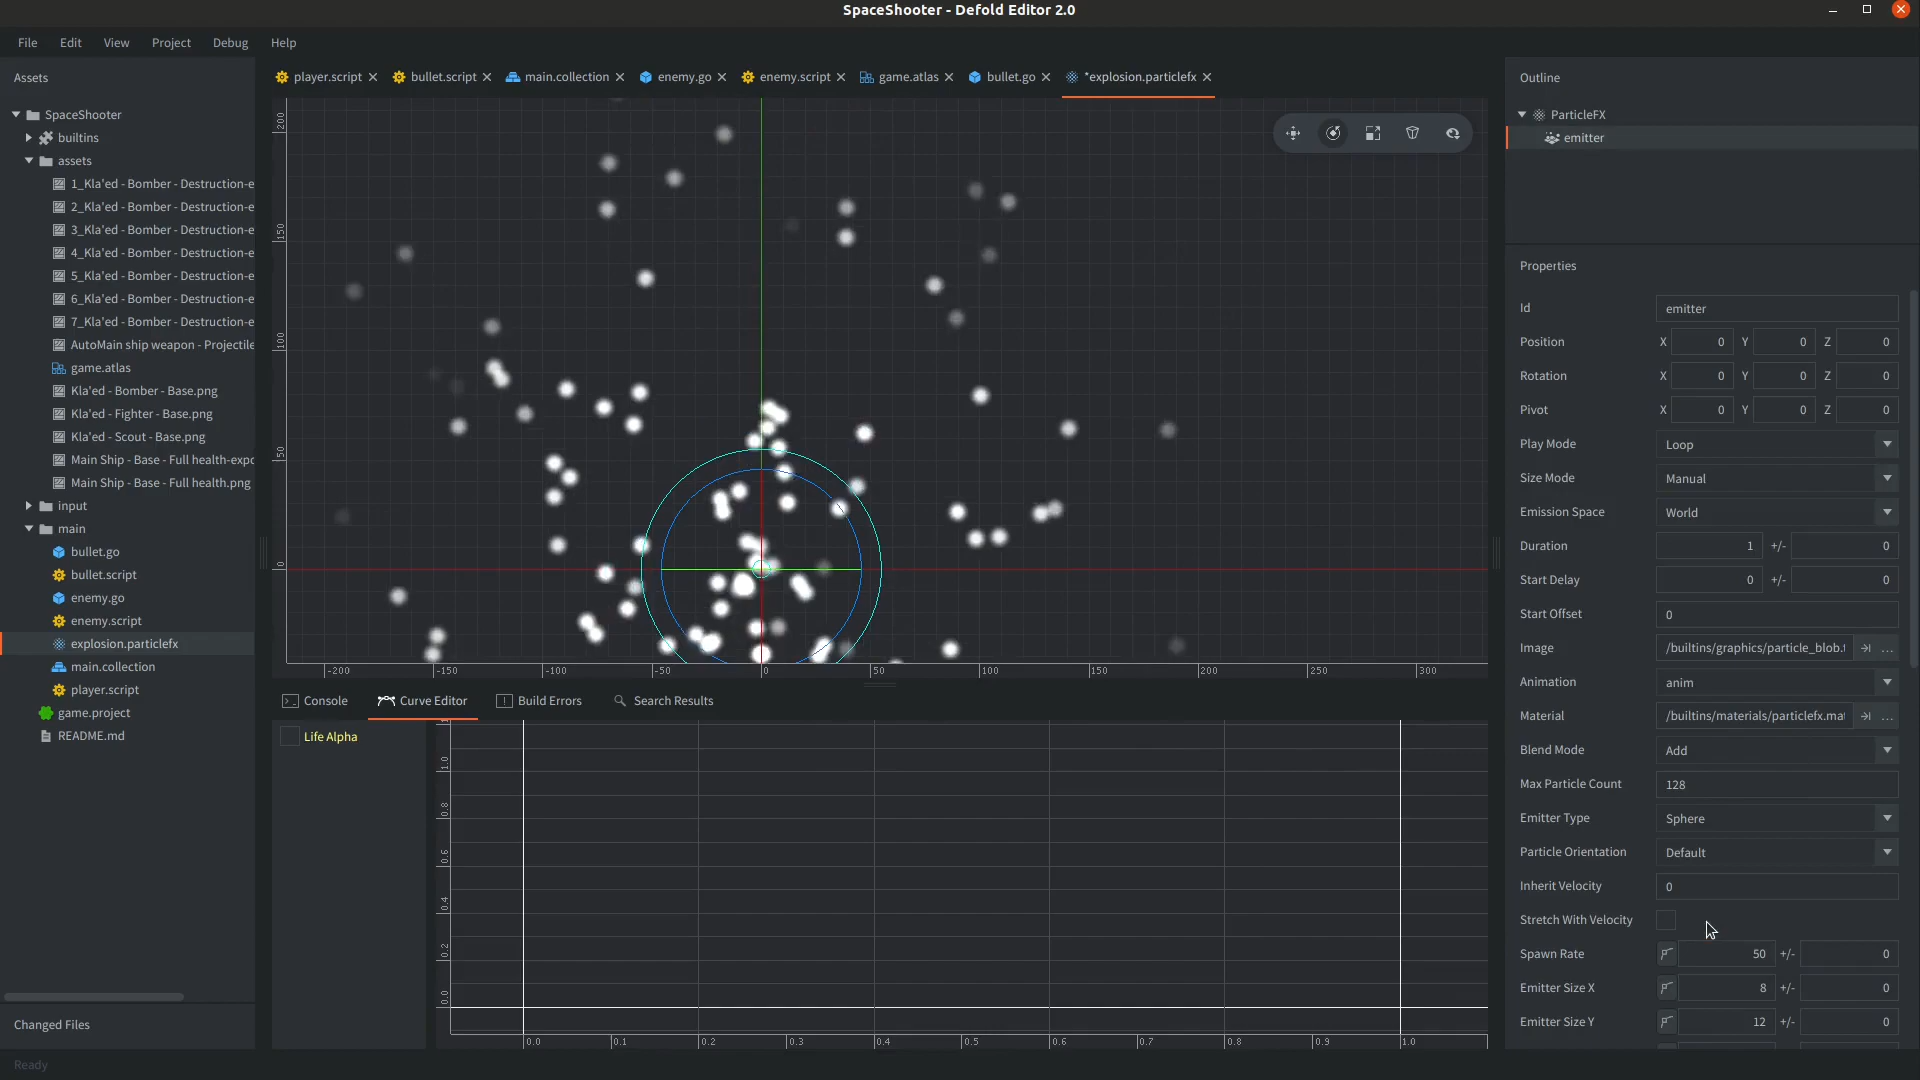 SpaceShooter - Defold Editor 2.0
File Edit View Project Debug Help
Assets
SpaceShooter
builtins
assets
1_Kla'ed - Bomber - Destruction-e
2_Kla'ed - Bomber - Destruction-e
3_Kla'ed - Bomber - Destruction-e
4_Kla'ed - Bomber - Destruction-e
5_Kla'ed - Bomber - Destruction-e
6_Kla'ed - Bomber - Destruction-e
7_Kla'ed - Bomber - Destruction-e
AutoMain ship weapon - Projectile
game.atlas
Kla'ed - Bomber - Base.png
Kla'ed - Fighter - Base.png
Kla'ed - Scout - Base.png
Main Ship - Base - Full health-expo
Main Ship - Base - Full health.png
input
main
bullet.go
bullet.script
enemy.go
enemy.script
explosion.particlefx
main.collection
player.script
game.project
README.md
Changed Files
Ready
player.script bullet.script main.collection enemy.go enemy.script game.atlas bullet.go *explosion.particlefx
200
150
100
50
0
-200 -150 -100 -50 0 50 100 150 200 300
Console Curve Editor Build Errors Search Results
Life Alpha
1.0
0.8
0.6
0.4
0.2
0.0
0.0 0.1 0.2 0.3 0.4 0.5 0.6 0.7 0.8 0.9 1.0
Outline
ParticleFX
emitter
Properties
Id emitter
Position X 0 Y 0 Z 0
Rotation X 0 Y 0 Z 0
Pivot X 0 Y 0 Z 0
Play Mode Loop
Size Mode Manual
Emission Space World
Duration 1 +/- 0
Start Delay 0 +/- 0
Start Offset 0
Image /builtins/graphics/particle_blob.t ...
Animation anim
Material /builtins/materials/particlefx.mat ...
Blend Mode Add
Max Particle Count 128
Emitter Type Sphere
Particle Orientation Default
Inherit Velocity 0
Stretch With Velocity
Spawn Rate 50 +/- 0
Emitter Size X 8 +/- 0
Emitter Size Y 12 +/- 0